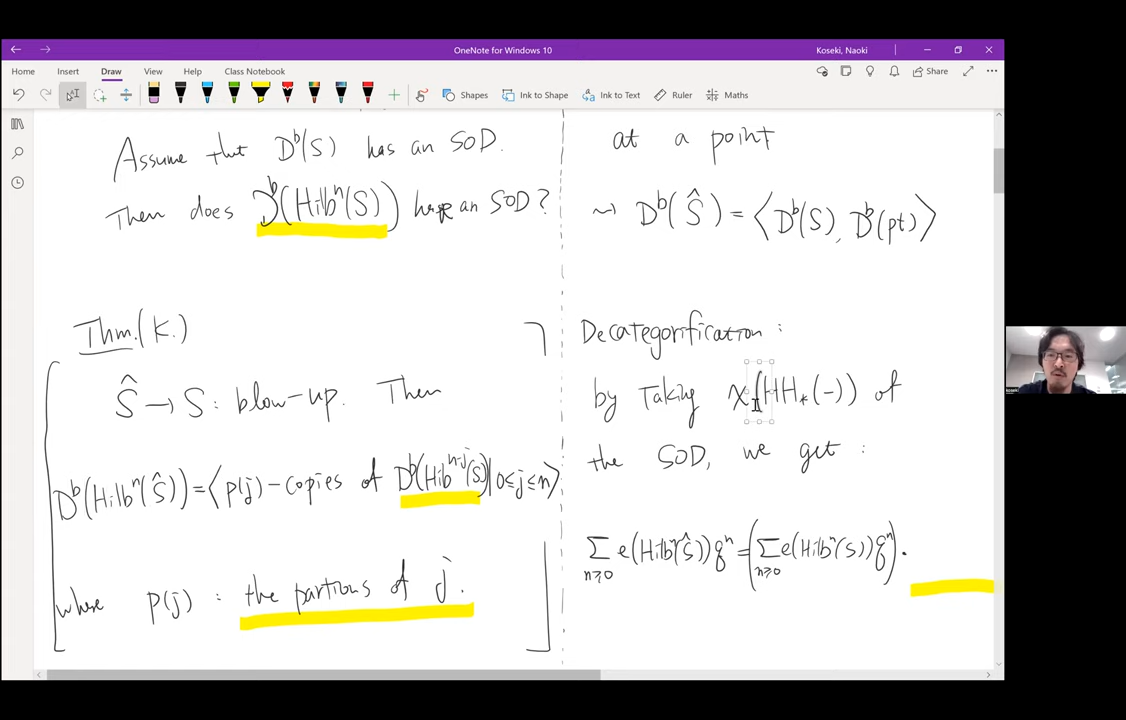 OneNote for Windows 10
Koseki, Naoki
Home Insert Draw View Help Class Notebook
Share
Shapes Ink to Shape Ink to Text Ruler Maths
Assume that D^b(S) has an SOD.
Then does D^b(Hilb^n(S)) have an SOD?
Thm.(K.)
Ŝ → S : blow-up. Then
D^b(Hilb^n(Ŝ)) = ⟨p(j)-copies of D^b(Hilb^{n-j}(S)) | 0≤j≤n⟩
where p(j) : the partions of j.
at a point
⇝ D^b(Ŝ) = ⟨D^b(S), D^b(pt)⟩
Decategorification :
by Taking χ(HH_*(-)) of
the SOD, we get :
Σ_{n≥0} e(Hilb^n(Ŝ)) q^n = (Σ_{n≥0} e(Hilb^n(S)) q^n) ·